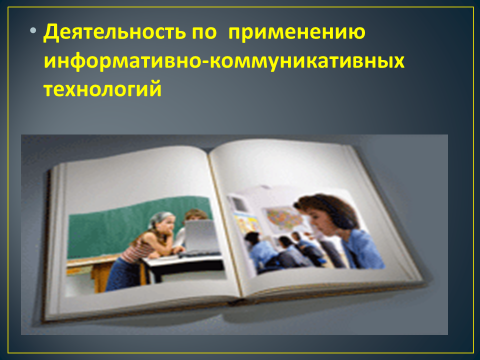 • Деятельность по  применению
информативно-коммуникативных
технологий